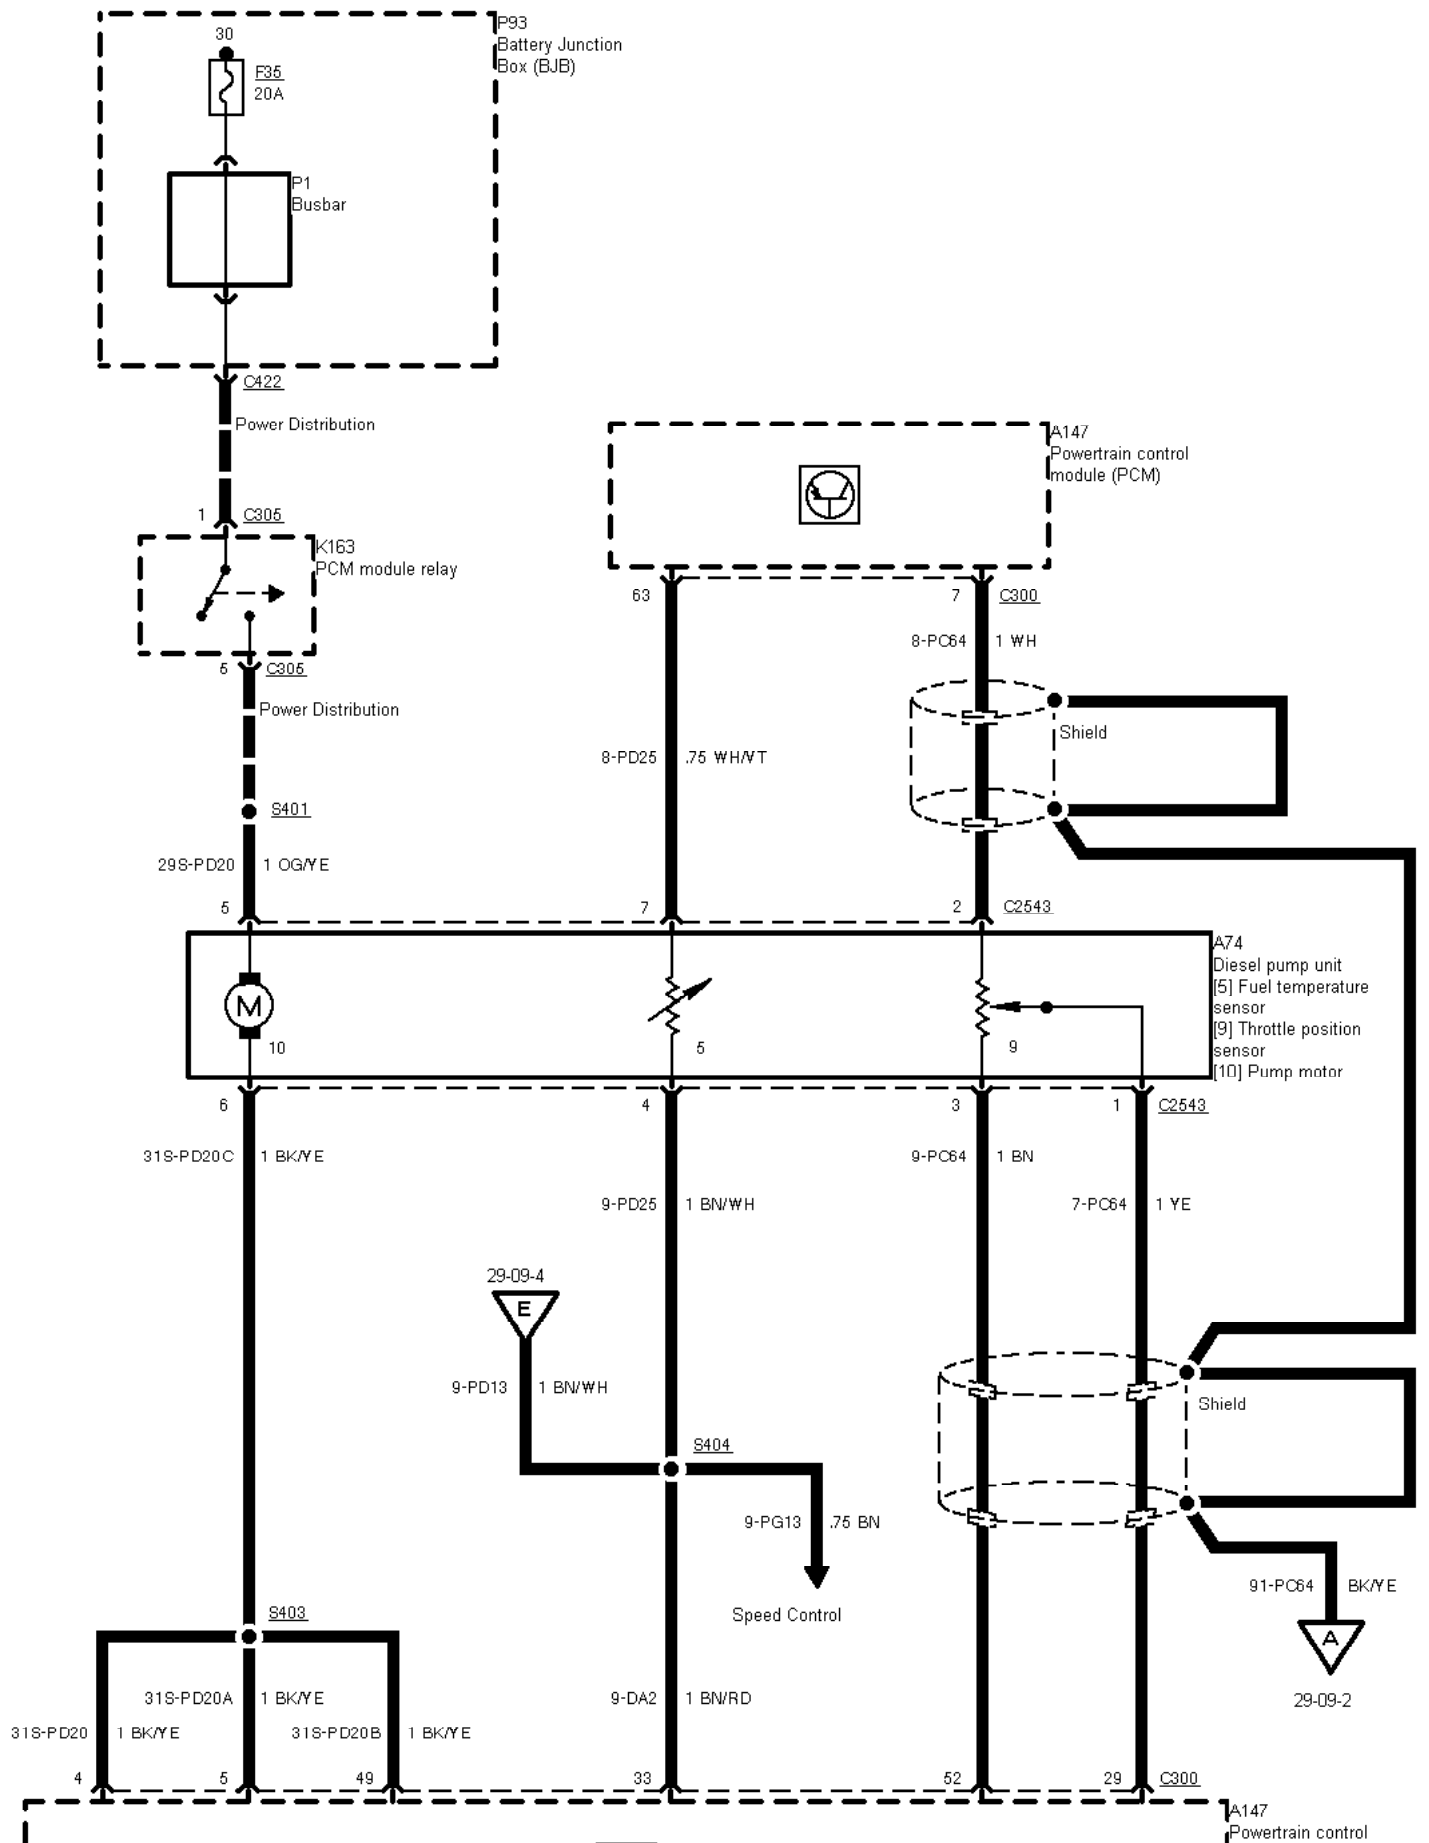 P93
Battery Junction
Box (BJB)
30
F35
20A
P1
Busbar
C422
Power Distribution
1 C305
K163
PCM module relay
5 C305
Power Distribution
S401
29S-PD20 1 OG/YE
A147
Powertrain control
module (PCM)
63 7 C300
8-PC64 1 WH
Shield
8-PD25 .75 WH/VT
5 7 2 C2543
A74
Diesel pump unit
[5] Fuel temperature
sensor
[9] Throttle position
sensor
[10] Pump motor
M
10 5 9
6 4 3 1 C2543
31S-PD20C 1 BK/YE 9-PC64 1 BN
9-PD25 1 BN/WH 7-PC64 1 YE
29-09-4
E
9-PD13 1 BN/WH
Shield
S404
9-PG13 .75 BN
Speed Control
91-PC64 BK/YE
A
29-09-2
S403
31S-PD20A 1 BK/YE 9-DA2 1 BN/RD
31S-PD20 1 BK/YE 31S-PD20B 1 BK/YE
4 5 49 33 52 29 C300
A147
Powertrain control